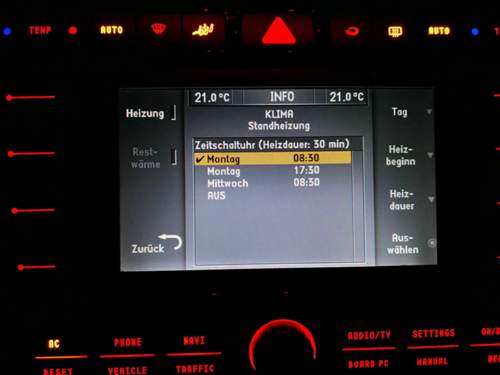 TEMP AUTO AUTO
21.0 °C INFO 21.0 °C
KLIMA
Standheizung
Heizung
Tag
Zeitschaltuhr (Heizdauer: 30 min)
✔ Montag 08:30
Montag 17:30
Mittwoch 08:30
AUS
Rest-
wärme
Heiz-
beginn
Heiz-
dauer
Zurück
Aus-
wählen
AC PHONE NAVI AUDIO/TV SETTINGS
RESET VEHICLE TRAFFIC BOARD PC MANUAL